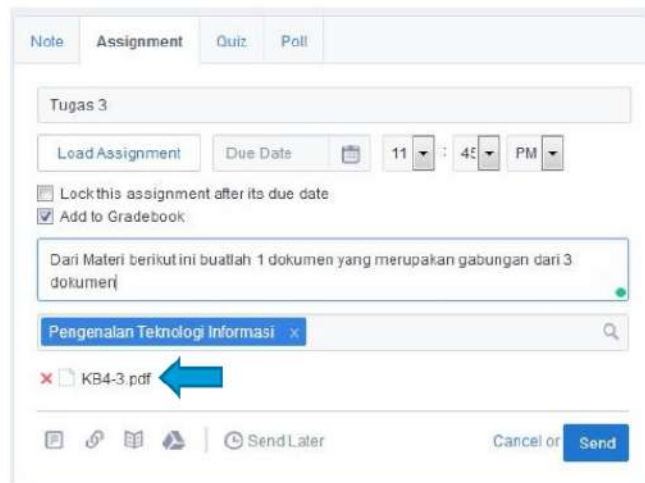 Note Assignment Quiz Poll
Tugas 3
Load Assignment Due Date 11 : 45 PM
Lock this assignment after its due date
Add to Gradebook
Dari Materi berikut ini buatlah 1 dokumen yang merupakan gabungan dari 3
dokumen
Pengenalan Teknologi Informasi ×
KB4-3.pdf
Send Later Cancel or Send